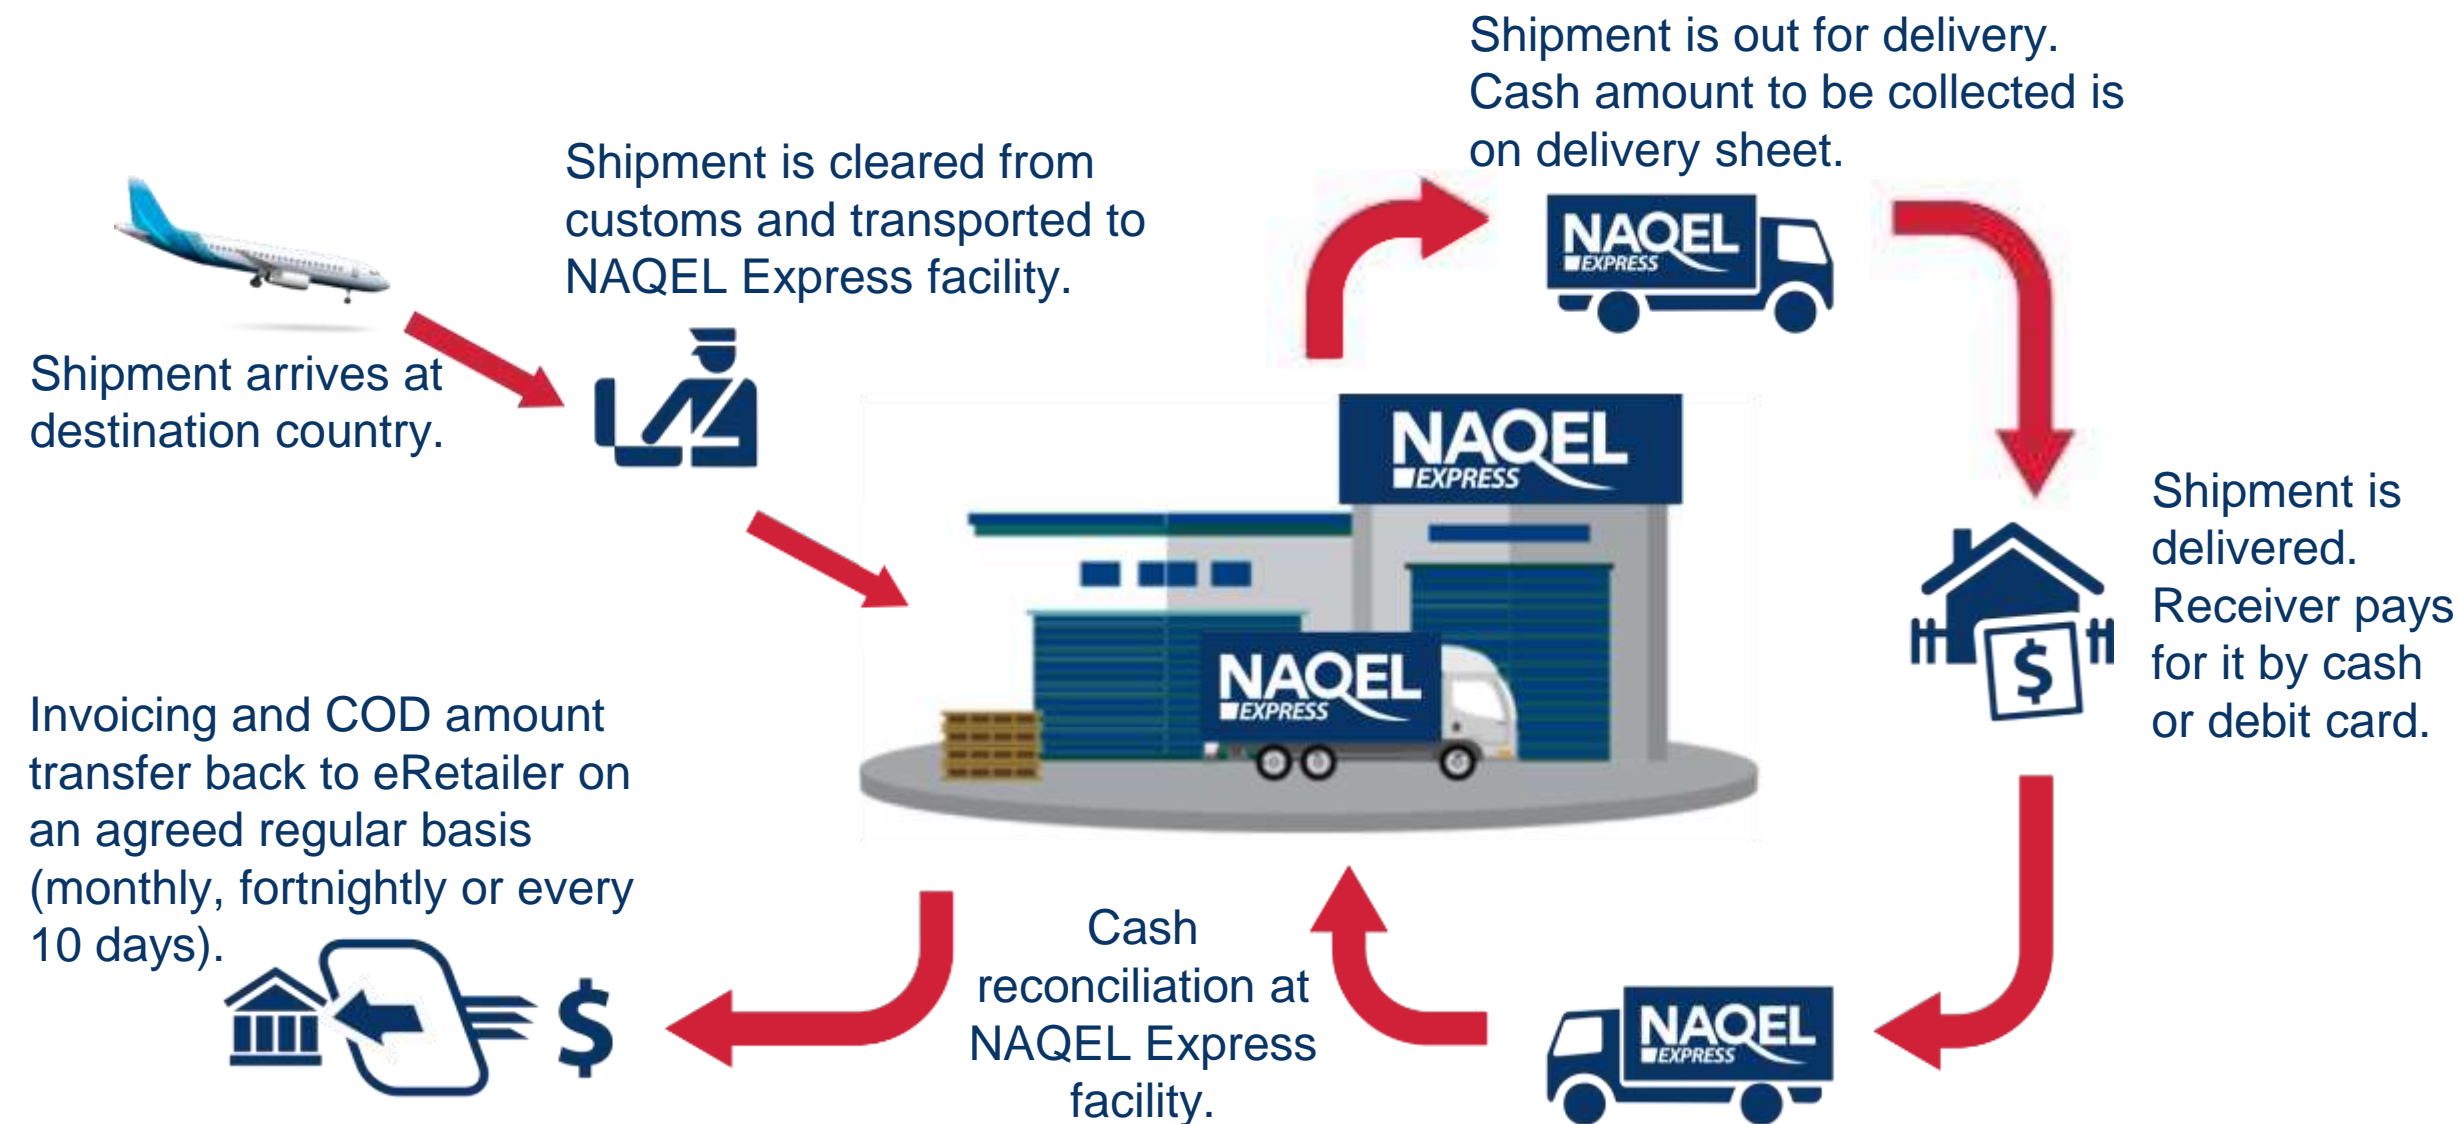 Shipment arrives at
destination country.
Shipment is cleared from
customs and transported to
NAQEL Express facility.
Shipment is out for delivery.
Cash amount to be collected is
on delivery sheet.
NAQEL
EXPRESS
NAQEL
EXPRESS
NAQEL
EXPRESS
Shipment is
delivered.
Receiver pays
for it by cash
or debit card.
$
NAQEL
EXPRESS
Cash
reconciliation at
NAQEL Express
facility.
Invoicing and COD amount
transfer back to eRetailer on
an agreed regular basis
(monthly, fortnightly or every
10 days).
$